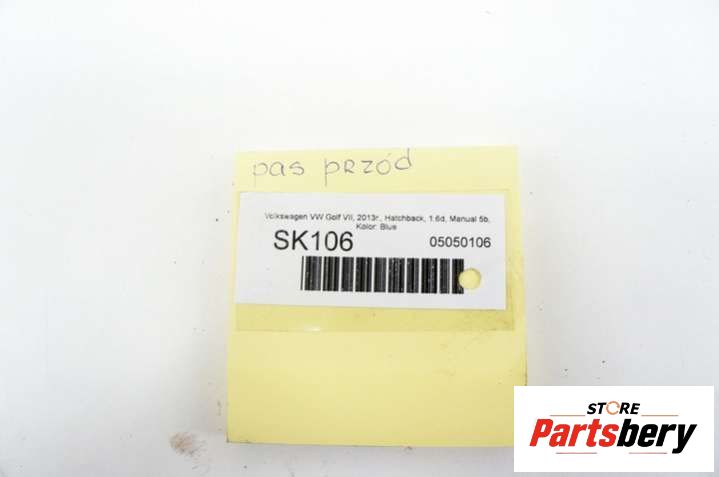 pas przód
Volkswagen VW Golf VII, 2013r., Hatchback, 1.6d, Manual 5b,
Kolor: Blue
SK106 05050106
STORE
Partsbery